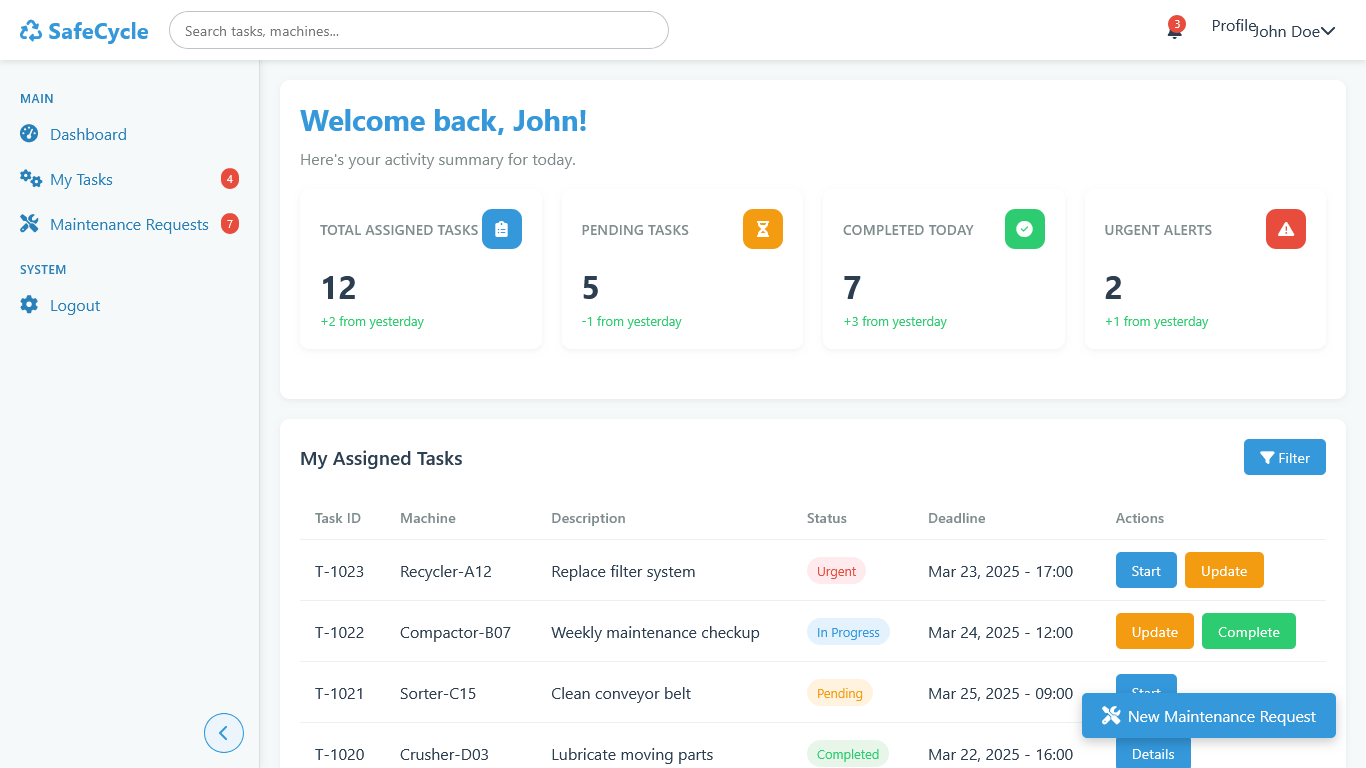 SafeCycle
Search tasks, machines...
3
Profile
John Doe
MAIN
Dashboard
My Tasks 4
Maintenance Requests 7
SYSTEM
Logout
Welcome back, John!
Here's your activity summary for today.
TOTAL ASSIGNED TASKS
12
+2 from yesterday
PENDING TASKS
5
-1 from yesterday
COMPLETED TODAY
7
+3 from yesterday
URGENT ALERTS
2
+1 from yesterday
My Assigned Tasks
Filter
Task ID Machine Description Status Deadline Actions
T-1023 Recycler-A12 Replace filter system Urgent Mar 23, 2025 - 17:00 Start Update
T-1022 Compactor-B07 Weekly maintenance checkup In Progress Mar 24, 2025 - 12:00 Update Complete
T-1021 Sorter-C15 Clean conveyor belt Pending Mar 25, 2025 - 09:00 Start
New Maintenance Request
T-1020 Crusher-D03 Lubricate moving parts Completed Mar 22, 2025 - 16:00 Details